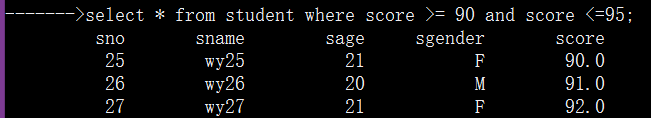 ------->select * from student where score >= 90 and score <=95;
sno sname sage sgender score
25 wy25 21 F 90.0
26 wy26 20 M 91.0
27 wy27 21 F 92.0